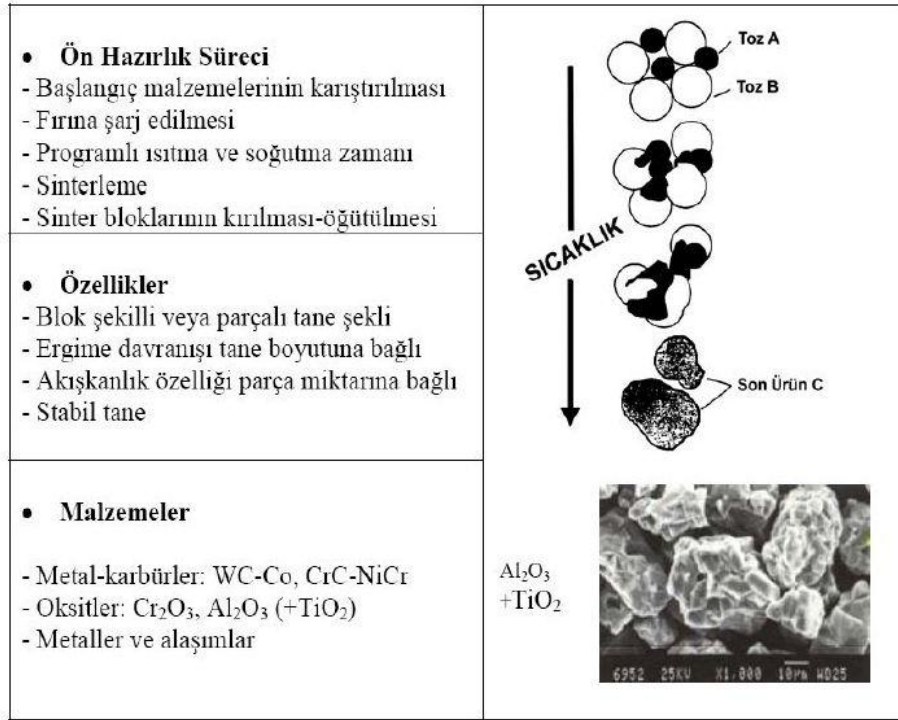 • Ön Hazırlık Süreci
- Başlangıç malzemelerinin karıştırılması
- Fırına şarj edilmesi
- Programlı ısıtma ve soğutma zamanı
- Sinterleme
- Sinter bloklarının kırılması-öğütülmesi
• Özellikler
- Blok şekilli veya parçalı tane şekli
- Ergime davranışı tane boyutuna bağlı
- Akışkanlık özelliği parça miktarına bağlı
- Stabil tane
• Malzemeler
- Metal-karbürler: WC-Co, CrC-NiCr
- Oksitler: Cr₂O₃, Al₂O₃ (+TiO₂)
- Metaller ve alaşımlar
Toz A
Toz B
SICAKLIK
Son Ürün C
Al₂O₃
+TiO₂
6952 25KV X1,000 10µm WD25